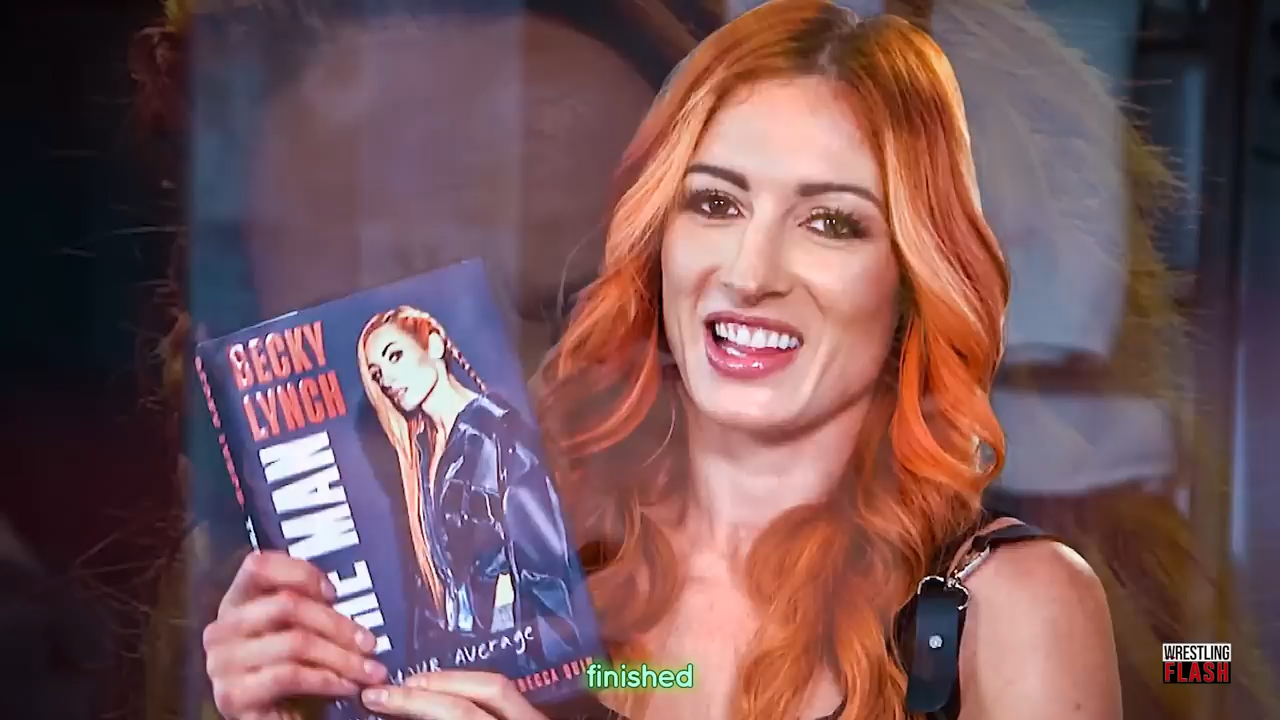 BECKY
LYNCH
THE MAN
YOUR AVERAGE
finished
WRESTLING
FLASH